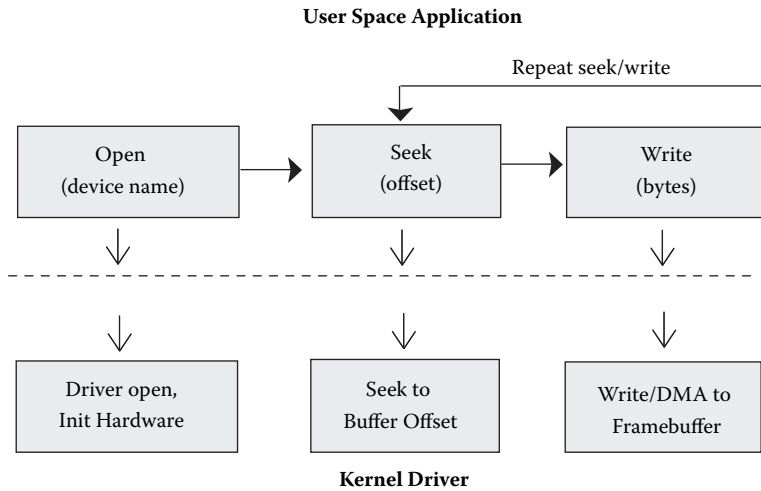 User Space Application
Repeat seek/write
Open
(device name)
Seek
(offset)
Write
(bytes)
Driver open,
Init Hardware
Seek to
Buffer Offset
Write/DMA to
Framebuffer
Kernel Driver